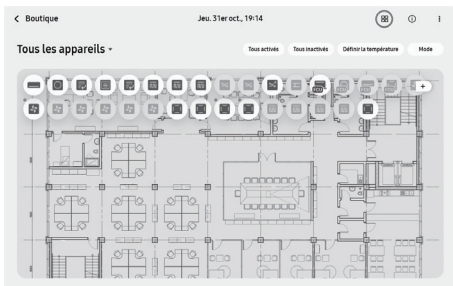 Boutique
Jeu. 31er oct., 19:14
Tous les appareils
Tous activés Tous inactivés Définir la température Mode